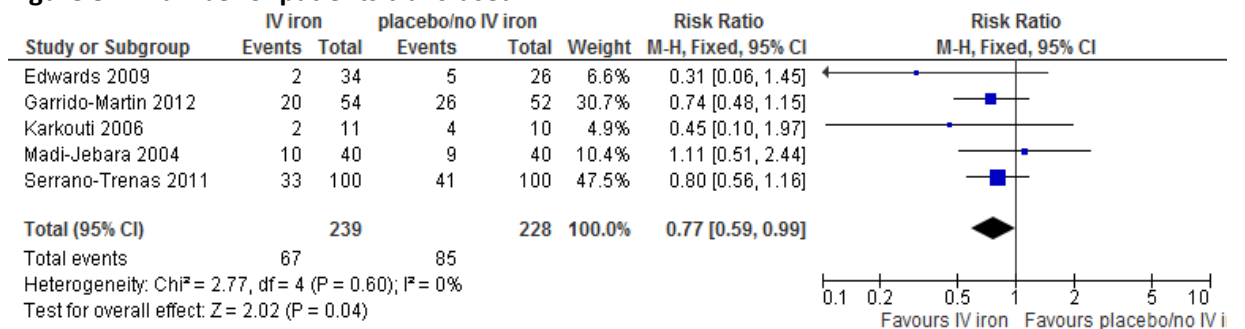 IV iron placebo/no IV iron Risk Ratio Risk Ratio
Study or Subgroup Events Total Events Total Weight M-H, Fixed, 95% CI M-H, Fixed, 95% CI
Edwards 2009 2 34 5 26 6.6% 0.31 [0.06, 1.45]
Garrido-Martin 2012 20 54 26 52 30.7% 0.74 [0.48, 1.15]
Karkouti 2006 2 11 4 10 4.9% 0.45 [0.10, 1.97]
Madi-Jebara 2004 10 40 9 40 10.4% 1.11 [0.51, 2.44]
Serrano-Trenas 2011 33 100 41 100 47.5% 0.80 [0.56, 1.16]
Total (95% CI) 239 228 100.0% 0.77 [0.59, 0.99]
Total events 67 85
Heterogeneity: Chi² = 2.77, df = 4 (P = 0.60); I² = 0%
Test for overall effect: Z = 2.02 (P = 0.04)
0.1 0.2 0.5 1 2 5 10
Favours IV iron Favours placebo/no IV